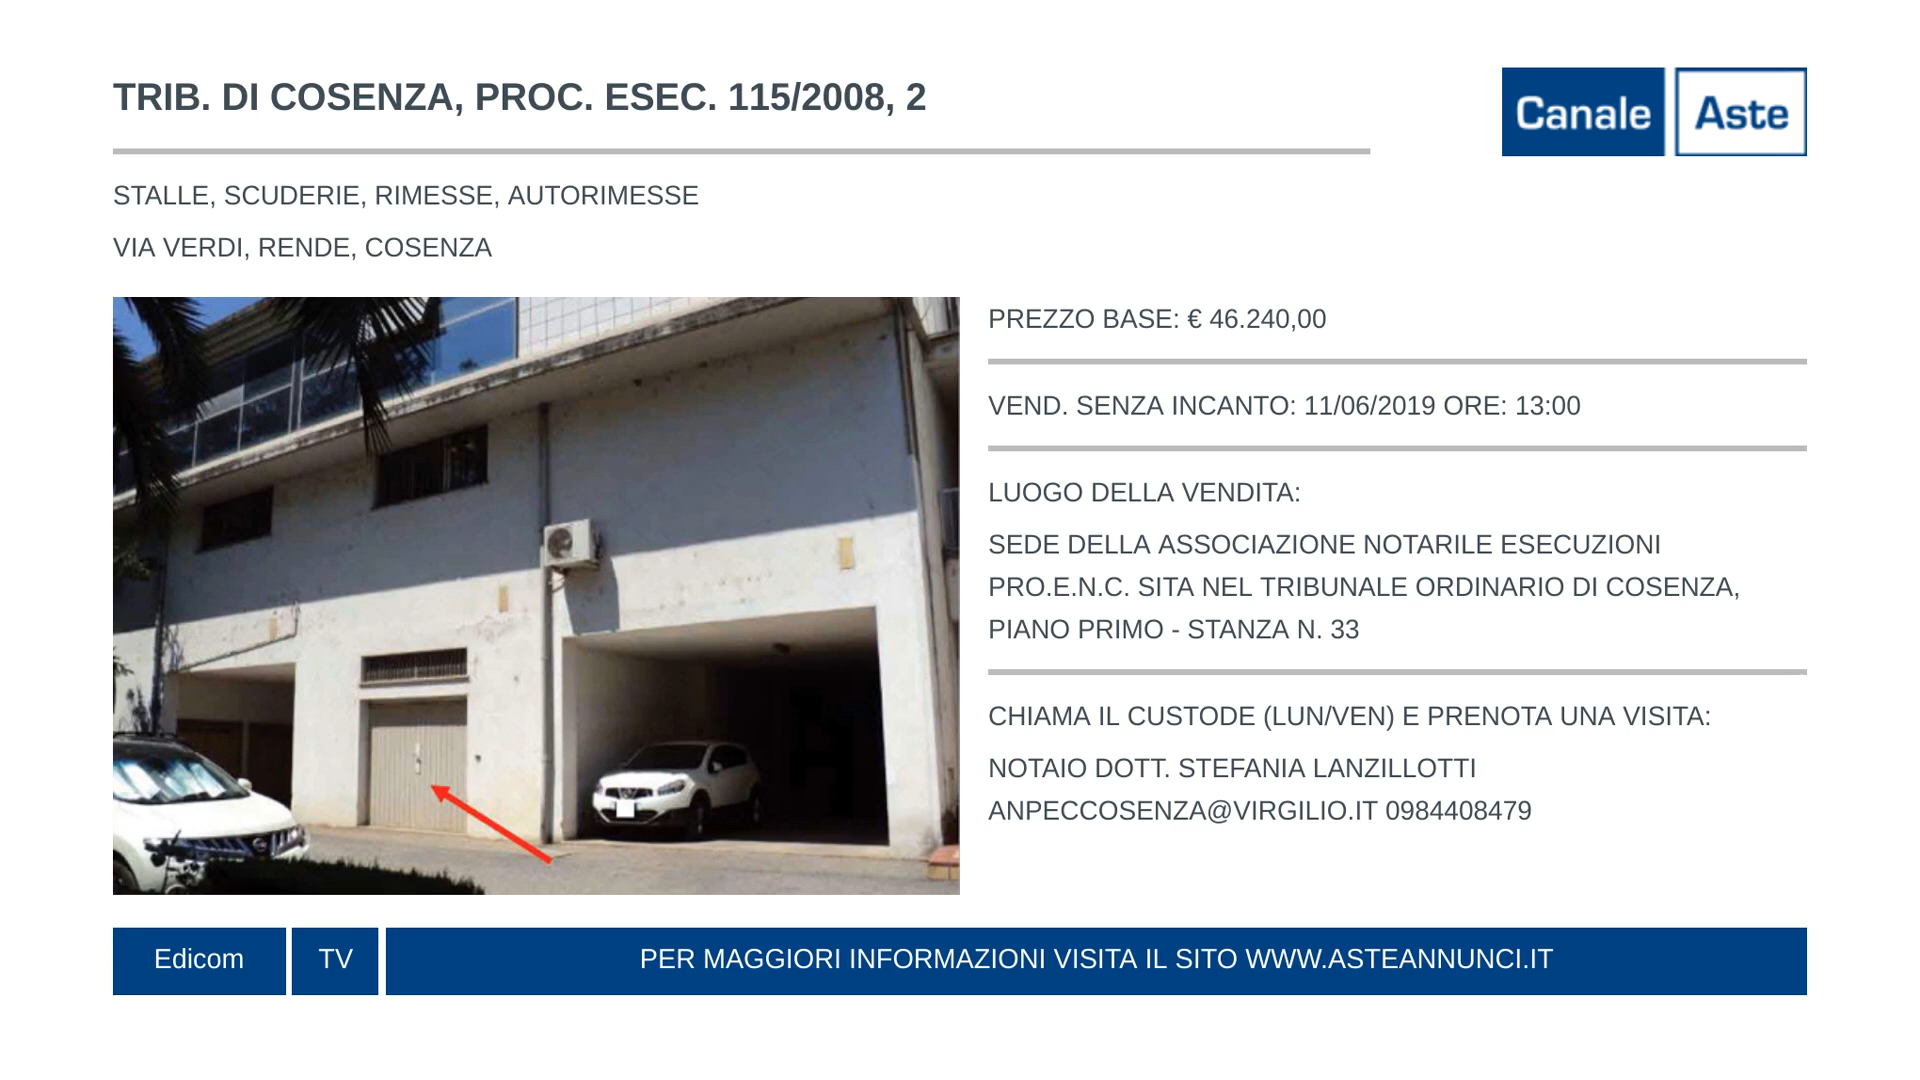 TRIB. DI COSENZA, PROC. ESEC. 115/2008, 2
Canale Aste
STALLE, SCUDERIE, RIMESSE, AUTORIMESSE
VIA VERDI, RENDE, COSENZA
PREZZO BASE: € 46.240,00
VEND. SENZA INCANTO: 11/06/2019 ORE: 13:00
LUOGO DELLA VENDITA:
SEDE DELLA ASSOCIAZIONE NOTARILE ESECUZIONI
PRO.E.N.C. SITA NEL TRIBUNALE ORDINARIO DI COSENZA,
PIANO PRIMO - STANZA N. 33
CHIAMA IL CUSTODE (LUN/VEN) E PRENOTA UNA VISITA:
NOTAIO DOTT. STEFANIA LANZILLOTTI
ANPECCOSENZA@VIRGILIO.IT 0984408479
Edicom TV PER MAGGIORI INFORMAZIONI VISITA IL SITO WWW.ASTEANNUNCI.IT